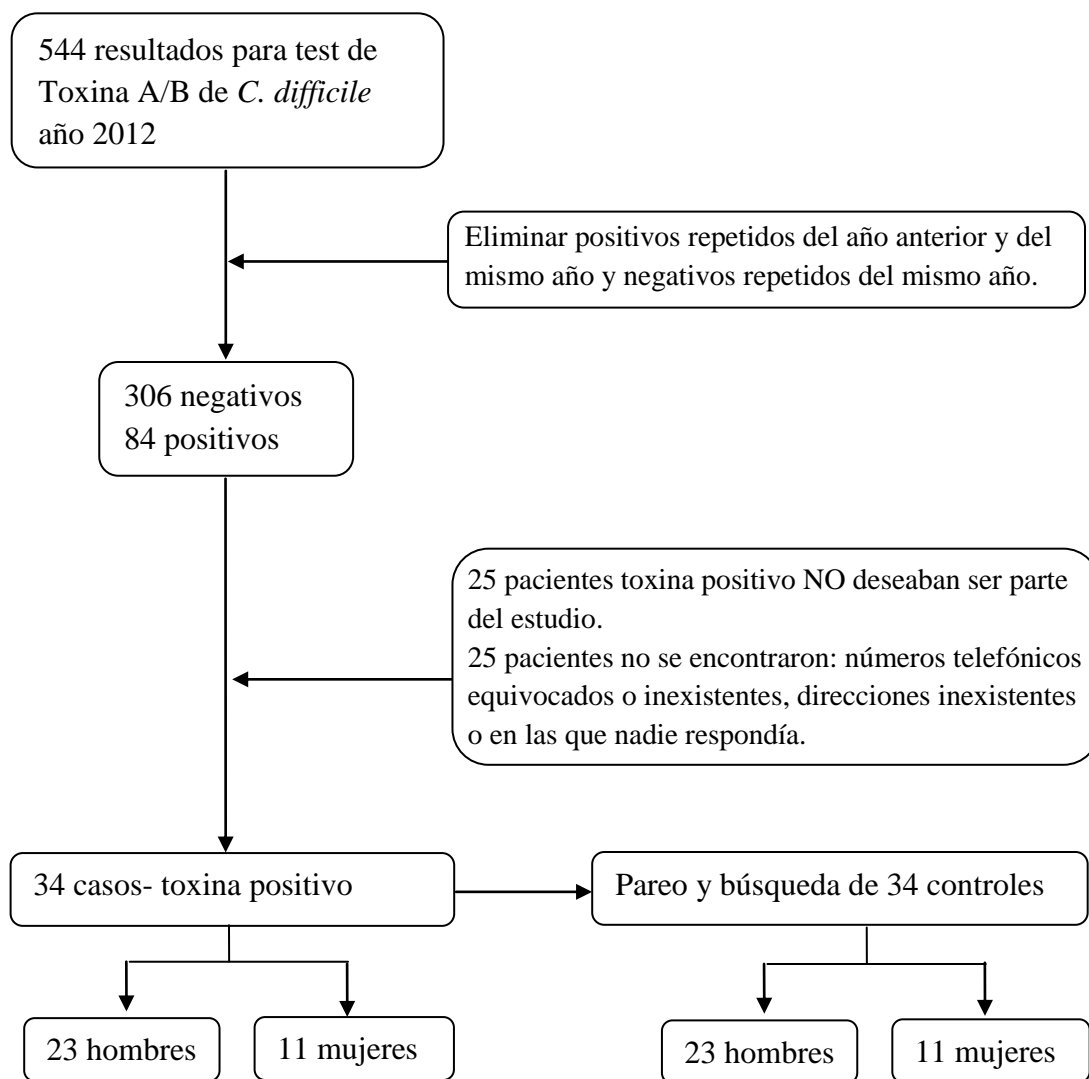 544 resultados para test de
Toxina A/B de C. difficile
año 2012
Eliminar positivos repetidos del año anterior y del
mismo año y negativos repetidos del mismo año.
306 negativos
84 positivos
25 pacientes toxina positivo NO deseaban ser parte
del estudio.
25 pacientes no se encontraron: números telefónicos
equivocados o inexistentes, direcciones inexistentes
o en las que nadie respondía.
34 casos- toxina positivo
Pareo y búsqueda de 34 controles
23 hombres
11 mujeres
23 hombres
11 mujeres